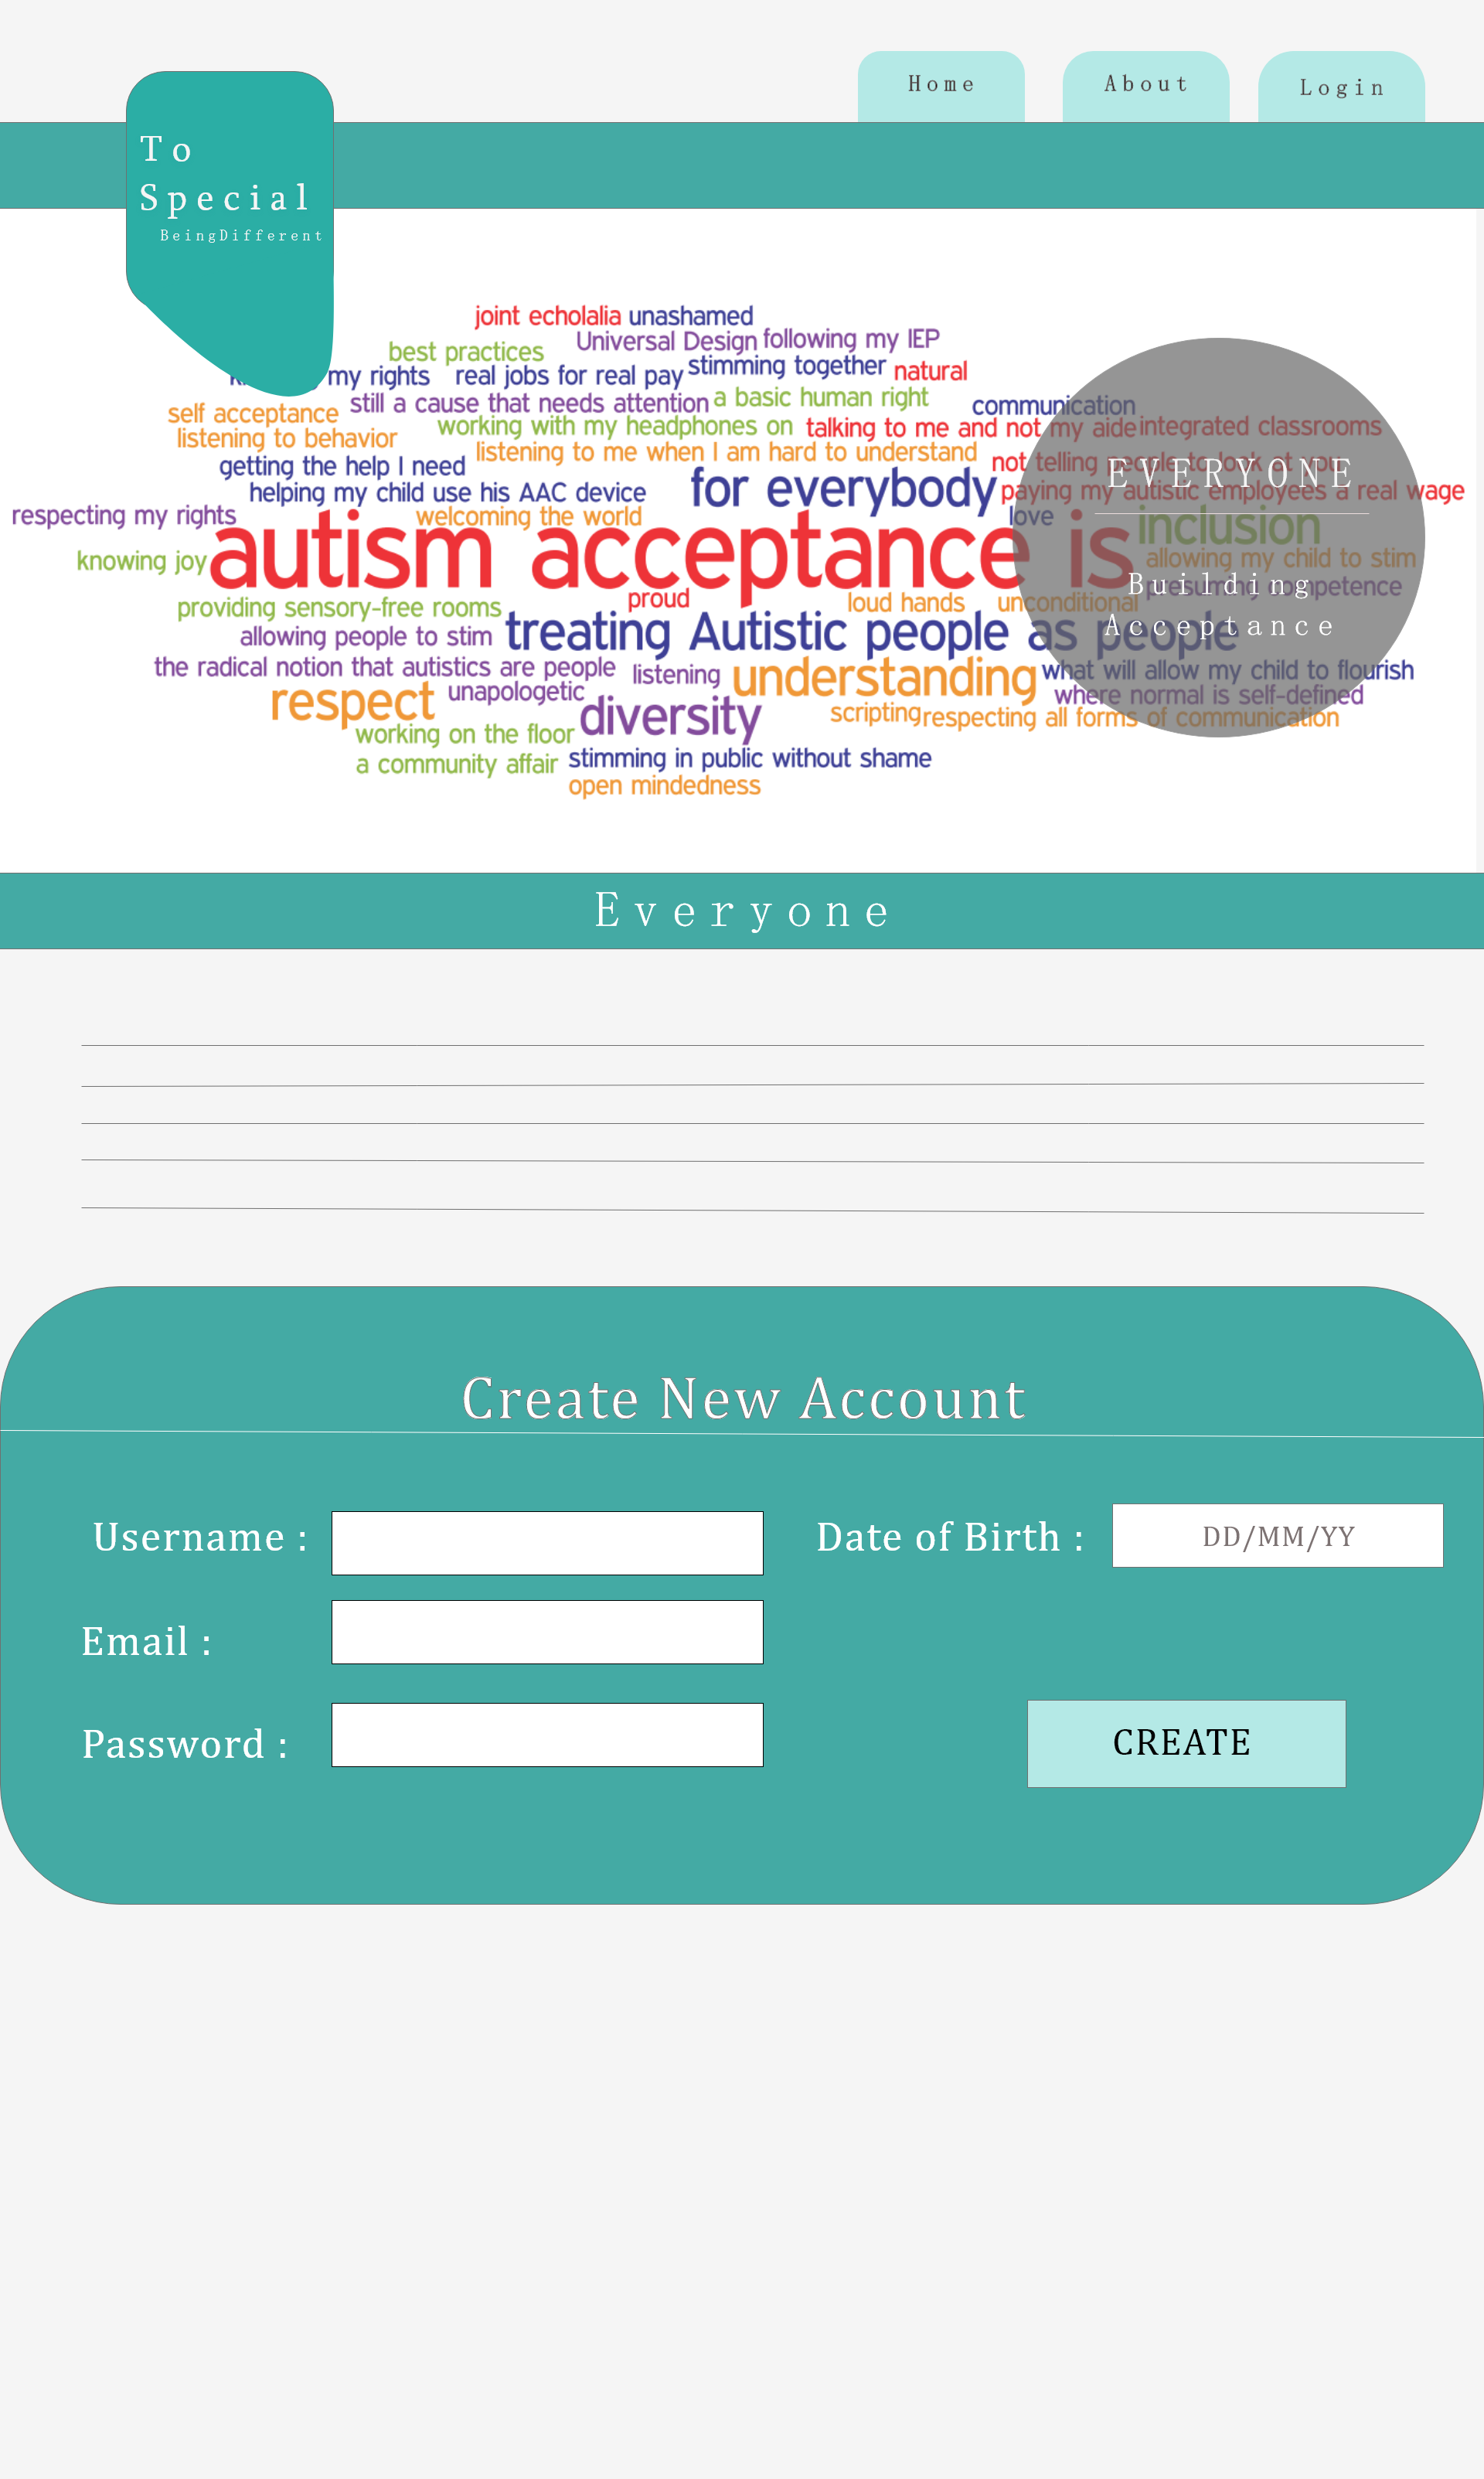 Home
About
Login
To
Special
BeingDifferent
joint echolalia unashamed
Universal Design following my IEP
best practices
stimming together
my rights real jobs for real pay natural
a basic human right
self acceptance still a cause that needs attention communication
listening to behavior working with my headphones on talking to me and not my aide integrated classrooms
listening to me when I am hard to understand
getting the help I need not telling people to look at you
EVERYONE
helping my child use his AAC device for everybody paying my autistic employees a real wage
respecting my rights welcoming the world love
inclusion
knowing joy autism acceptance is allowing my child to stim
Building
presuming competence
providing sensory-free rooms proud loud hands unconditional
Acceptance
allowing people to stim treating Autistic people as people
the radical notion that autistics are people listening understanding what will allow my child to flourish
respect unapologetic where normal is self-defined
diversity scripting respecting all forms of communication
working on the floor
a community affair stimming in public without shame
open mindedness
Everyone
Create New Account
Username :
Date of Birth :
DD/MM/YY
Email :
Password :
CREATE